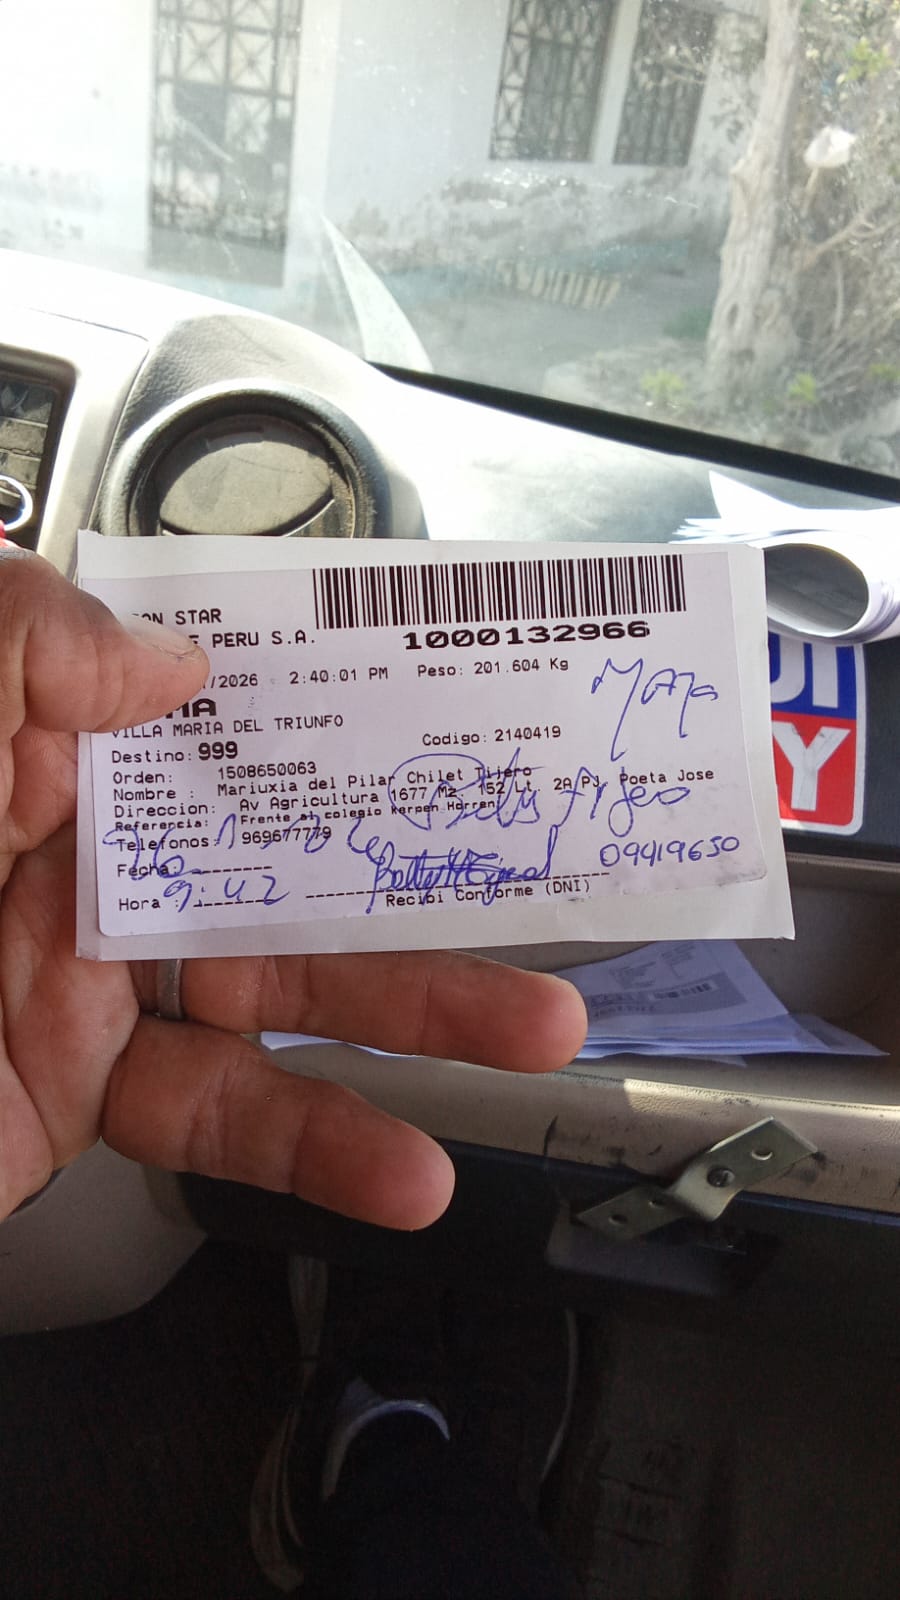 STAR
PERU S.A.
1000132966
/2026 2:40:01 PM Peso: 201.604 Kg
VILLA MARIA DEL TRIUNFO
Destino: 999 Codigo: 2140419
Orden: 1508650063
Nombre : Mariuxia del Pilar Chilet Tijero
Direccion: Av Agricultura 1677 Mz. 152 Lt. 2A PJ. Poeta Jose
Referencia: Frente al colegio kerpen Horren
Telefonos: 969677779
Fecha:
09419650
Hora : 9:42
Recibi Conforme (DNI)
Y